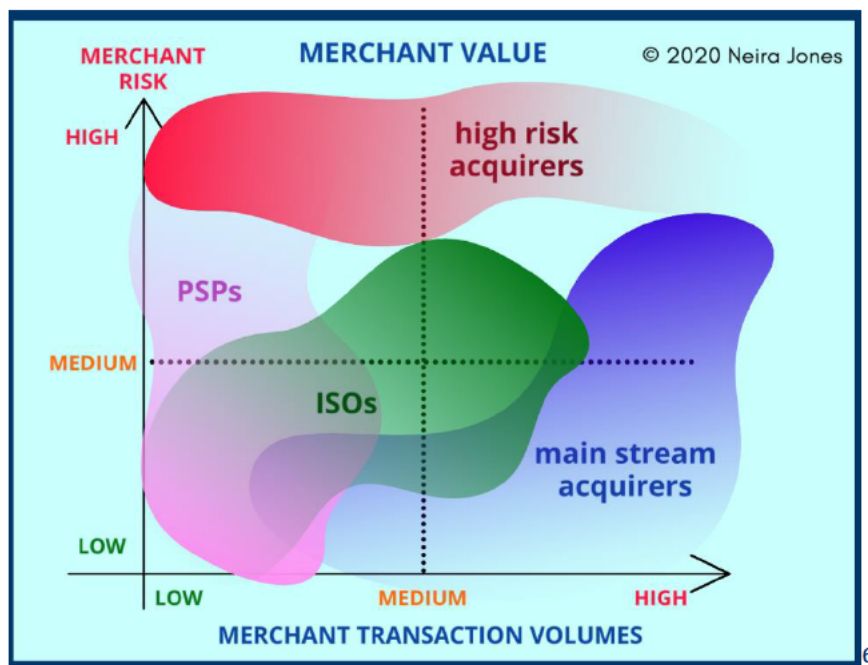 MERCHANT VALUE
© 2020 Neira Jones
MERCHANT
RISK
HIGH
high risk
acquirers
PSPs
MEDIUM
ISOs
main stream
acquirers
LOW
LOW
MEDIUM
HIGH
MERCHANT TRANSACTION VOLUMES